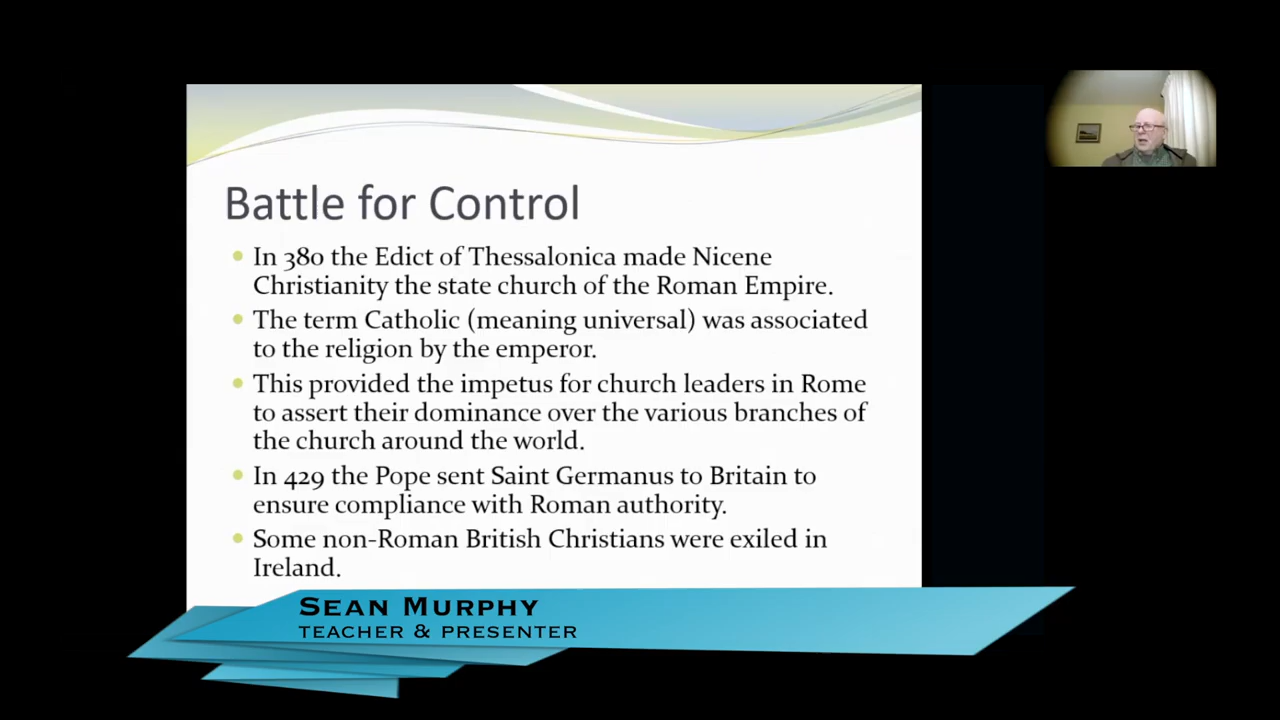 Battle for Control
In 380 the Edict of Thessalonica made Nicene
Christianity the state church of the Roman Empire.
The term Catholic (meaning universal) was associated
to the religion by the emperor.
This provided the impetus for church leaders in Rome
to assert their dominance over the various branches of
the church around the world.
In 429 the Pope sent Saint Germanus to Britain to
ensure compliance with Roman authority.
Some non-Roman British Christians were exiled in
Ireland.
Sean Murphy
Teacher & Presenter